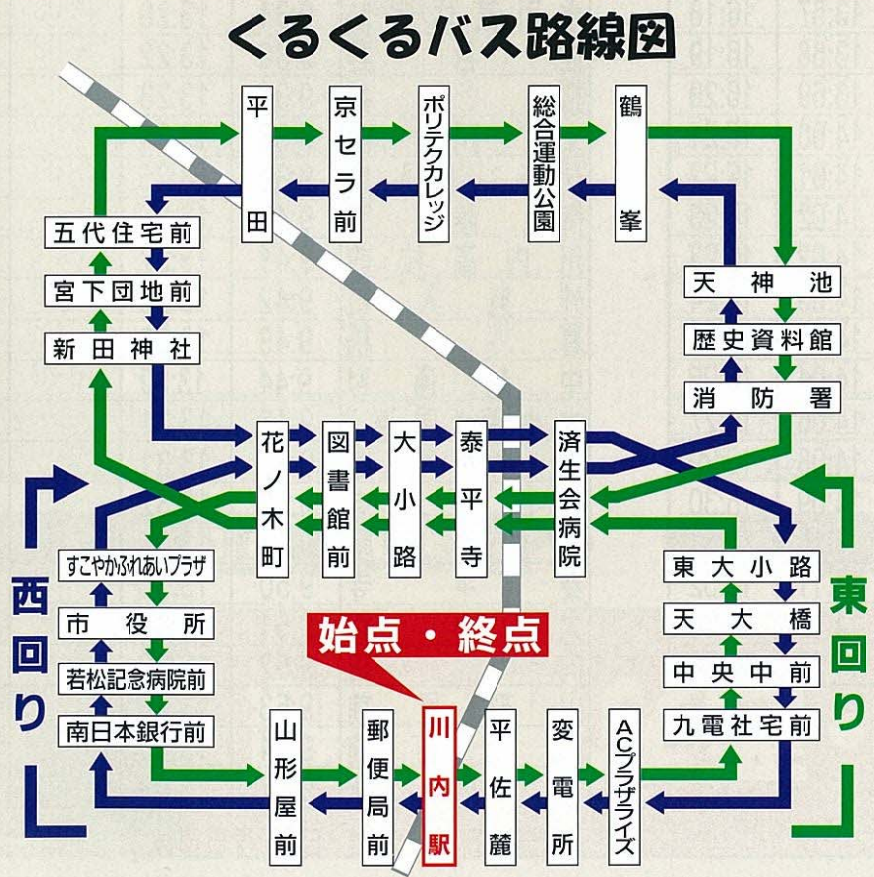 くるくるバス路線図
平田
京セラ前
ポリテクカレッジ
総合運動公園
鶴峯
五代住宅前
宮下団地前
新田神社
天神池
歴史資料館
消防署
花ノ木町
図書館前
大小路
泰平寺
済生会病院
西回り
すこやかふれあいプラザ
市役所
若松記念病院前
南日本銀行前
東大小路
天大橋
中央中前
九電社宅前
東回り
始点・終点
山形屋前
郵便局前
川内駅
平佐麓
変電所
ACプラザライズ